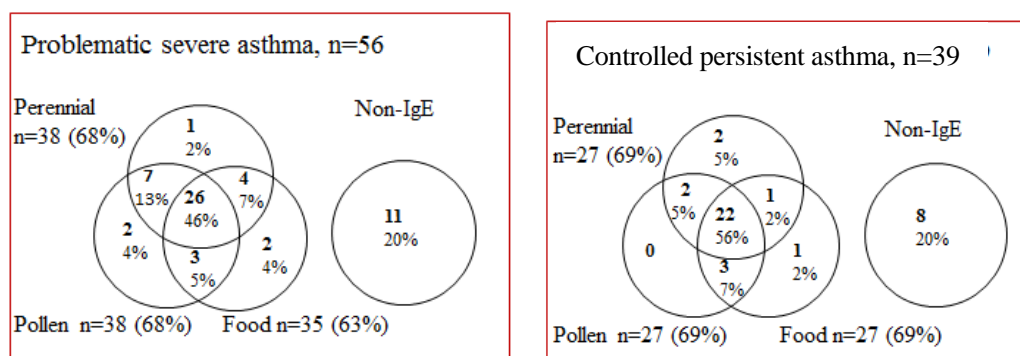 Problematic severe asthma, n=56
Perennial
n=38 (68%)
Non-IgE
1
2%
7
13%
4
7%
26
46%
2
4%
3
5%
2
4%
11
20%
Pollen n=38 (68%)
Food n=35 (63%)
Controlled persistent asthma, n=39
Perennial
n=27 (69%)
Non-IgE
2
5%
2
5%
1
2%
22
56%
0
3
7%
1
2%
8
20%
Pollen n=27 (69%)
Food n=27 (69%)